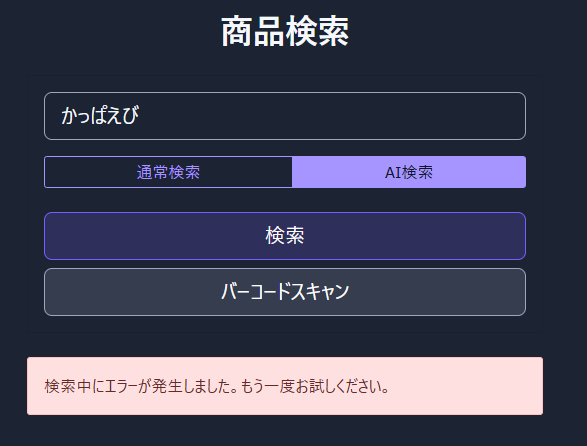 商品検索
かっぱえび
通常検索
AI検索
検索
バーコードスキャン
検索中にエラーが発生しました。もう一度お試しください。